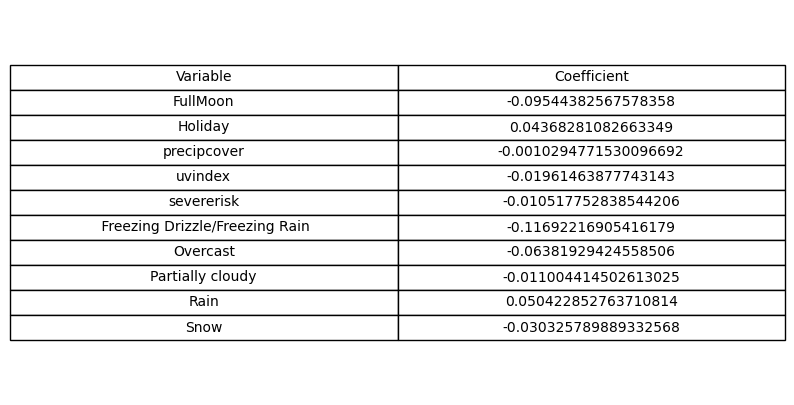 Variable Coefficient
FullMoon -0.09544382567578358
Holiday 0.04368281082663349
precipcover -0.0010294771530096692
uvindex -0.01961463877743143
severerisk -0.010517752838544206
Freezing Drizzle/Freezing Rain -0.11692216905416179
Overcast -0.06381929424558506
Partially cloudy -0.011004414502613025
Rain 0.050422852763710814
Snow -0.030325789889332568